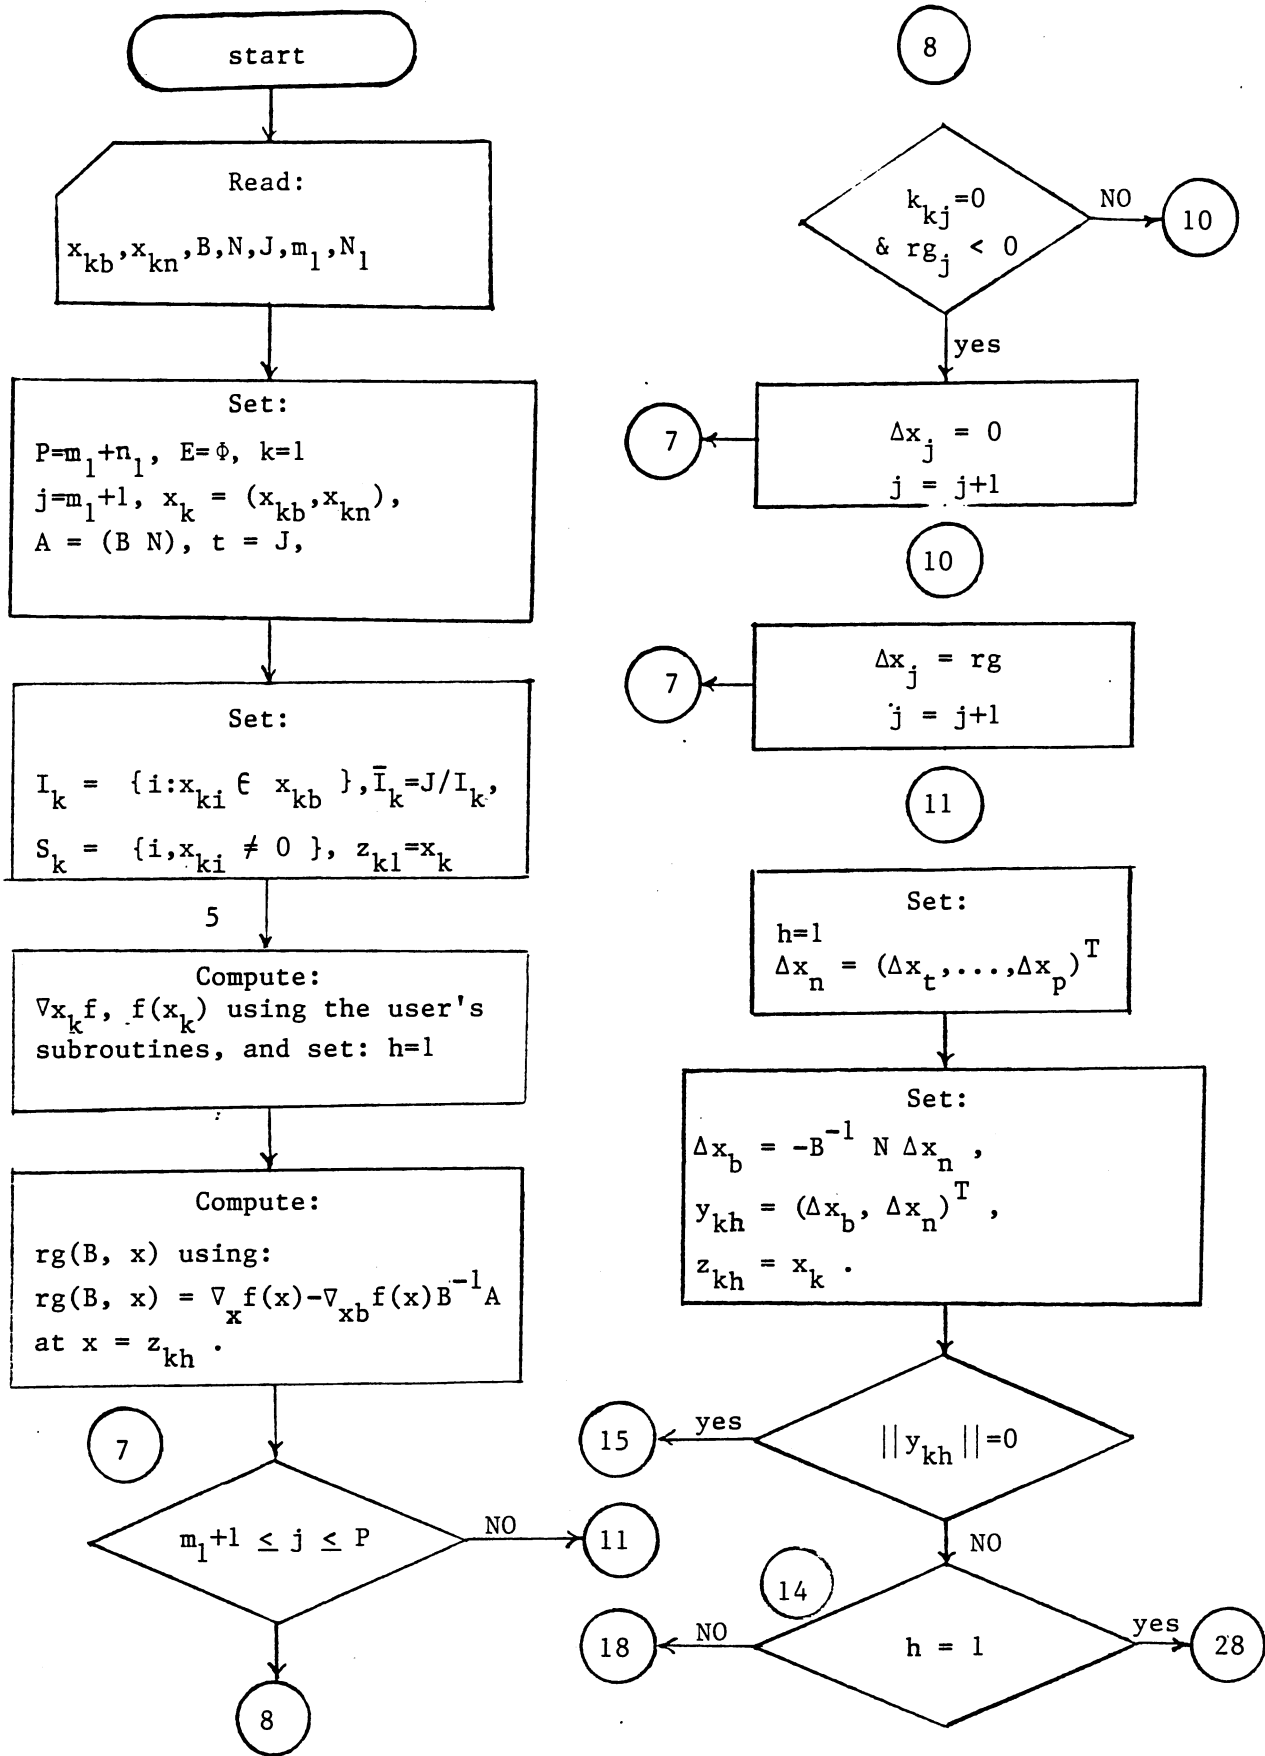 start
Read:
x_kb,x_kn,B,N,J,m_1,N_1
Set:
P=m_1+n_1, E=Φ, k=1
j=m_1+1, x_k = (x_kb,x_kn),
A = (B N), t = J,
Set:
I_k = {i:x_ki ∈ x_kb },Ī_k=J/I_k,
S_k = {i,x_ki ≠ 0 }, z_k1=x_k
5
Compute:
∇x_k f, f(x_k) using the user's
subroutines, and set: h=1
Compute:
rg(B, x) using:
rg(B, x) = ∇_x f(x)-∇_xb f(x)B^-1 A
at x = z_kh .
7
m_1+1 ≤ j ≤ P
NO
11
8
8
k_kj=0
& rg_j < 0
NO
10
yes
7
Δx_j = 0
j = j+1
10
7
Δx_j = rg
j = j+1
11
Set:
h=1
Δx_n = (Δx_t,...,Δx_p)^T
Set:
Δx_b = -B^-1 N Δx_n ,
y_kh = (Δx_b, Δx_n)^T ,
z_kh = x_k .
15
yes
||y_kh||=0
NO
14
18
NO
h = 1
yes
28